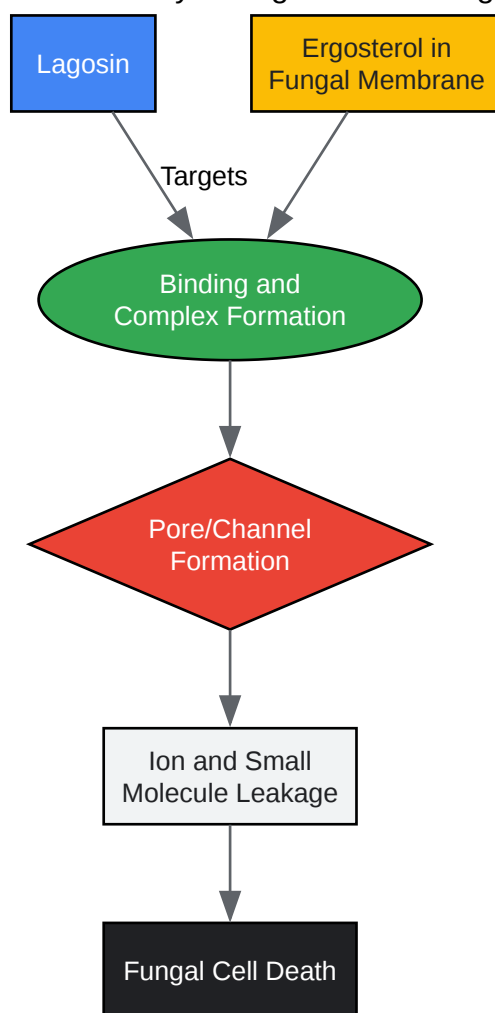 Lagosin
Ergosterol in
Fungal Membrane
Targets
Binding and
Complex Formation
Pore/Channel
Formation
Ion and Small
Molecule Leakage
Fungal Cell Death